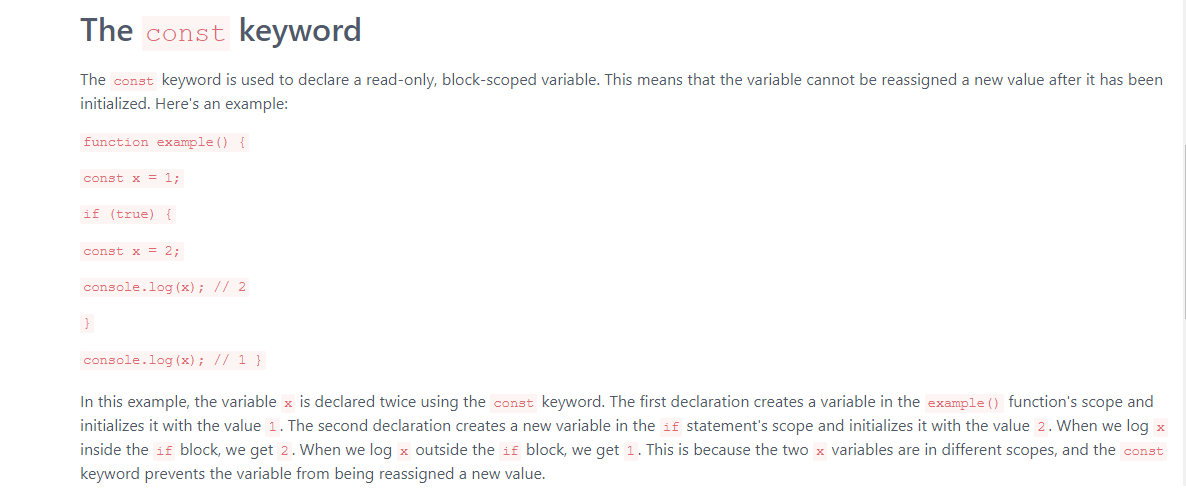 The const keyword
The const keyword is used to declare a read-only, block-scoped variable. This means that the variable cannot be reassigned a new value after it has been
initialized. Here's an example:
function example() {
const x = 1;
if (true) {
const x = 2;
console.log(x); // 2
}
console.log(x); // 1 }
In this example, the variable x is declared twice using the const keyword. The first declaration creates a variable in the example() function's scope and
initializes it with the value 1. The second declaration creates a new variable in the if statement's scope and initializes it with the value 2. When we log x
inside the if block, we get 2. When we log x outside the if block, we get 1. This is because the two x variables are in different scopes, and the const
keyword prevents the variable from being reassigned a new value.